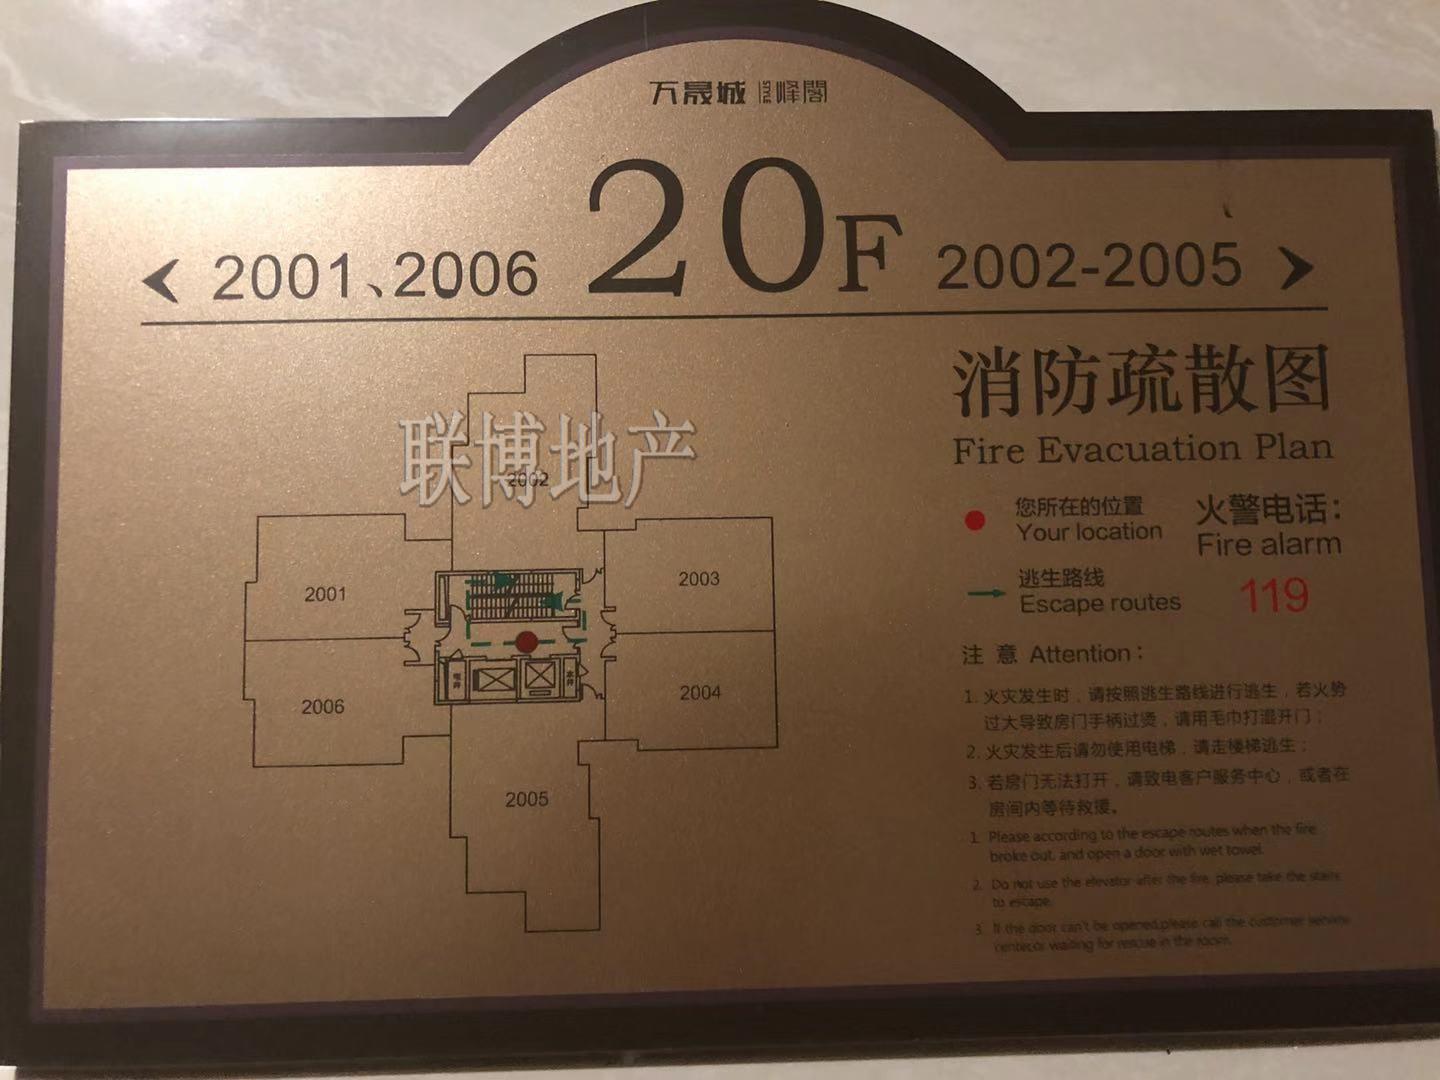 天晟城 峰閣
20F
2001、2006
2002-2005
消防疏散图
Fire Evacuation Plan
您所在的位置
Your location
火警电话：
Fire alarm
逃生路线
Escape routes
119
注 意 Attention：
1. 火灾发生时，请按照逃生路线进行逃生，若火势
过大导致房门手柄过烫，请用毛巾打湿开门；
2. 火灾发生后请勿使用电梯，请走楼梯逃生；
3. 若房门无法打开，请致电客户服务中心，或者在
房间内等待救援。
1. Please according to the escape routes when the fire
broke out, and open a door with wet towel.
2. Do not use the elevator after the fire, please take the stairs
to escape.
3. If the door can't be opened,please call the customer service
center,or waiting for rescue in the room.
联博地产
2002
2001
2003
2006
2004
2005
电井
水井